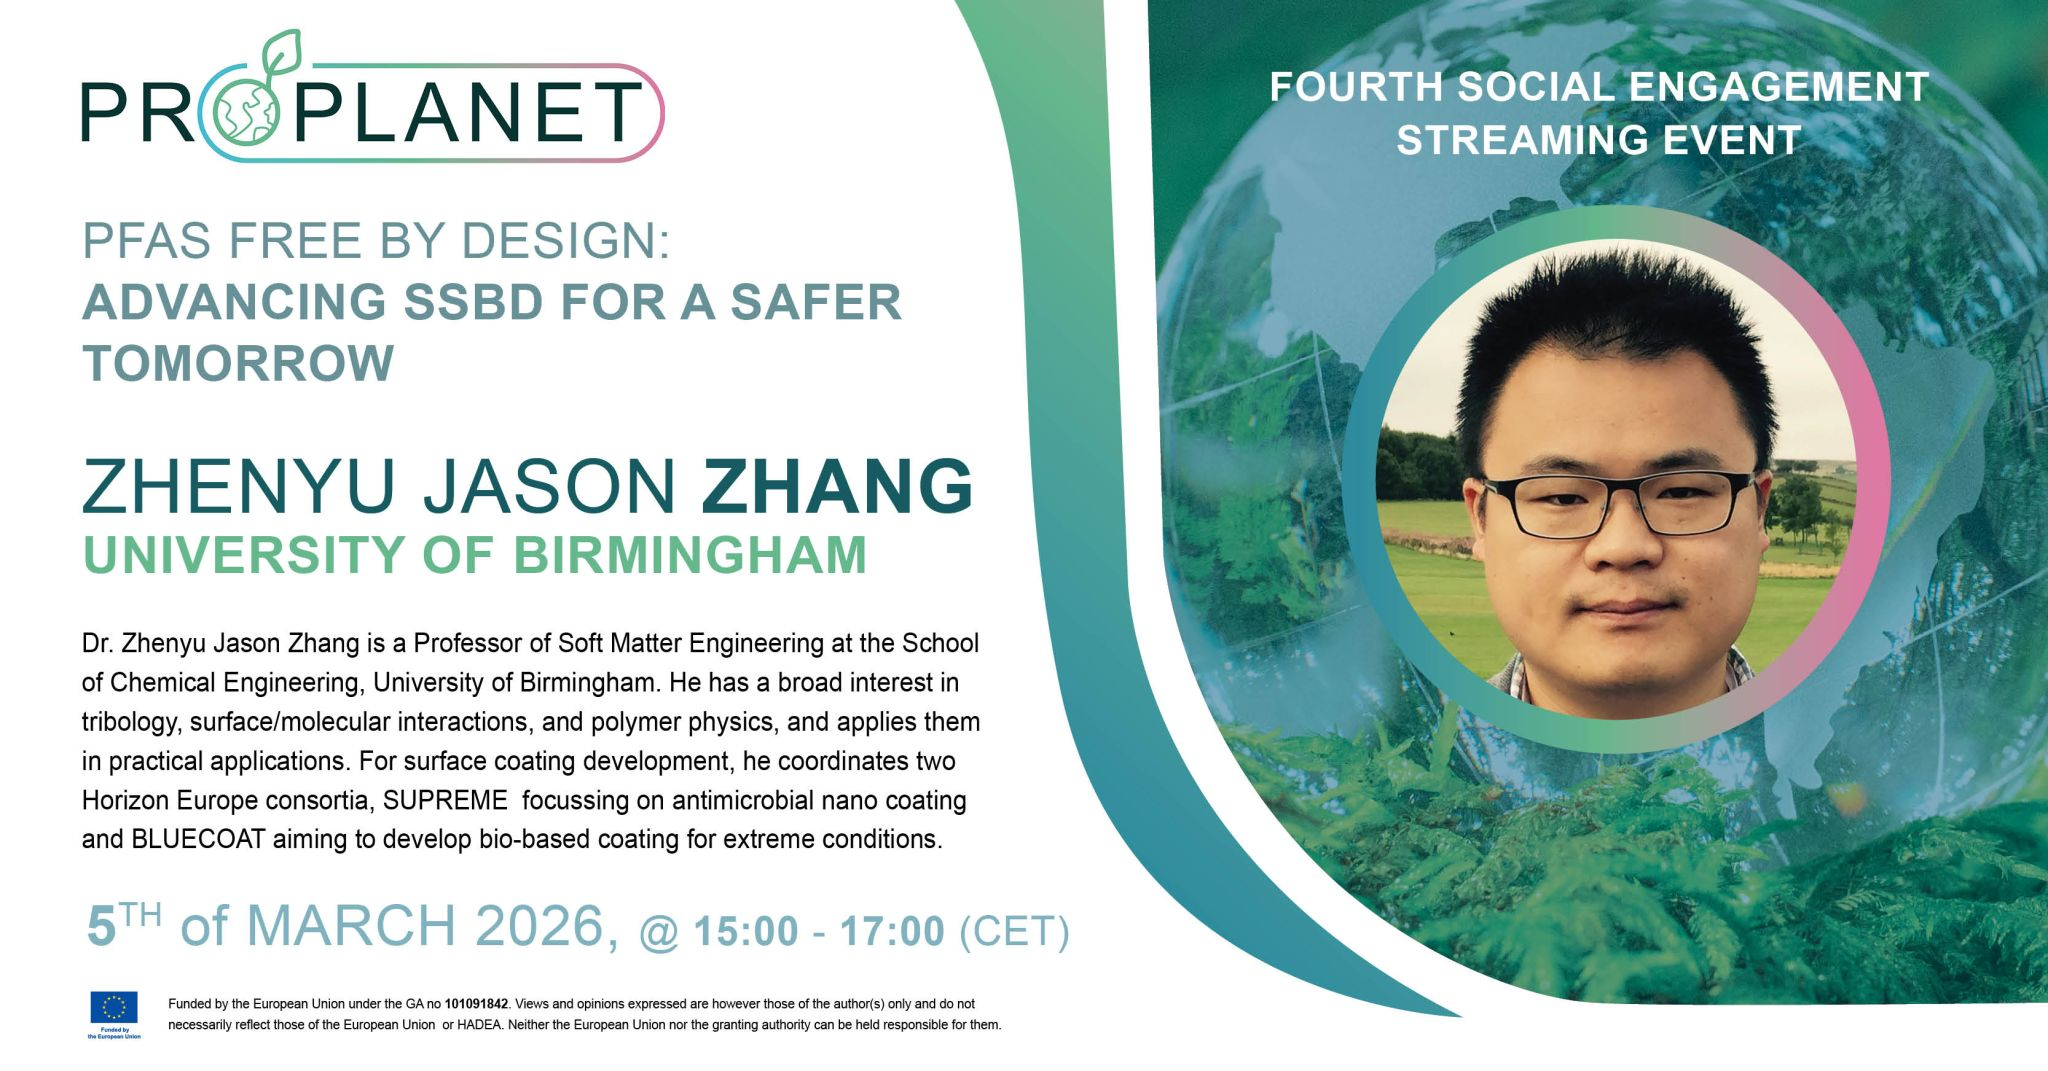 PROPLANET
PFAS FREE BY DESIGN:
ADVANCING SSBD FOR A SAFER
TOMORROW
ZHENYU JASON ZHANG
UNIVERSITY OF BIRMINGHAM
Dr. Zhenyu Jason Zhang is a Professor of Soft Matter Engineering at the School
of Chemical Engineering, University of Birmingham. He has a broad interest in
tribology, surface/molecular interactions, and polymer physics, and applies them
in practical applications. For surface coating development, he coordinates two
Horizon Europe consortia, SUPREME  focussing on antimicrobial nano coating
and BLUECOAT aiming to develop bio-based coating for extreme conditions.
5TH of MARCH 2026, @ 15:00 - 17:00 (CET)
Funded by
the European Union
Funded by the European Union under the GA no 101091842. Views and opinions expressed are however those of the author(s) only and do not
necessarily reflect those of the European Union  or HADEA. Neither the European Union nor the granting authority can be held responsible for them.
FOURTH SOCIAL ENGAGEMENT
STREAMING EVENT